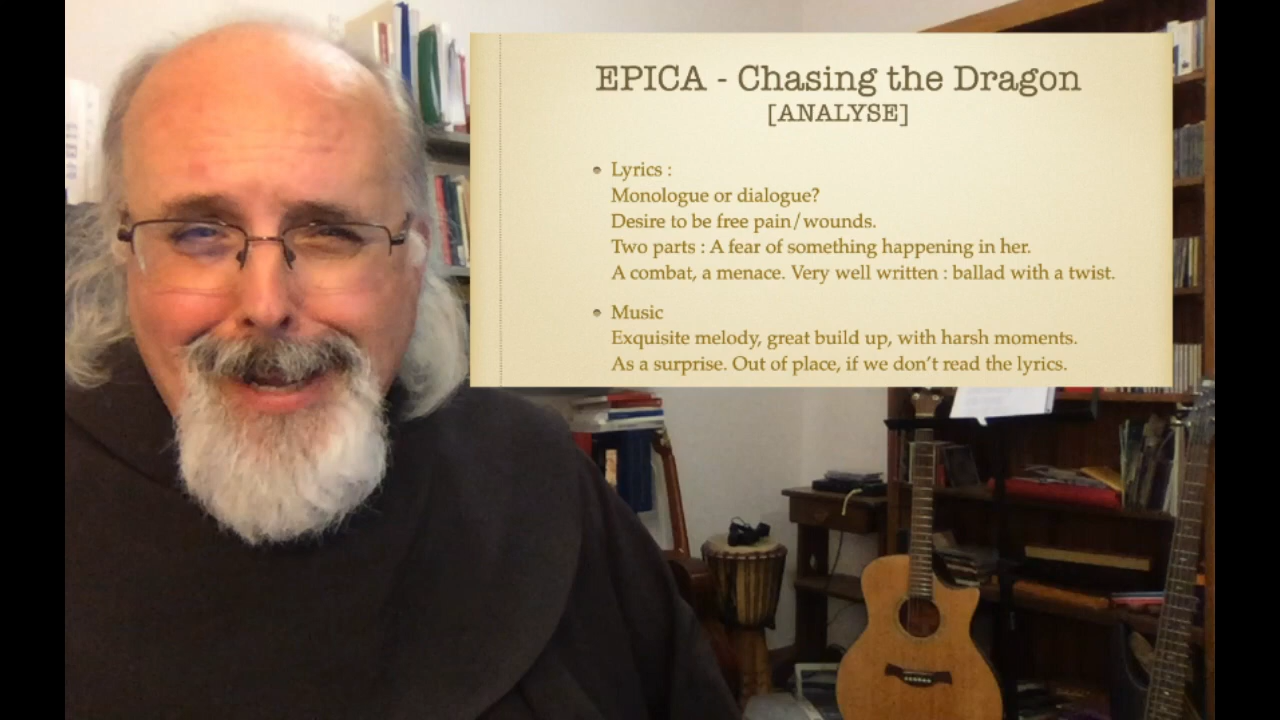 EPICA - Chasing the Dragon
[ANALYSE]
• Lyrics :
Monologue or dialogue?
Desire to be free pain/wounds.
Two parts : A fear of something happening in her.
A combat, a menace. Very well written : ballad with a twist.
• Music
Exquisite melody, great build up, with harsh moments.
As a surprise. Out of place, if we don't read the lyrics.